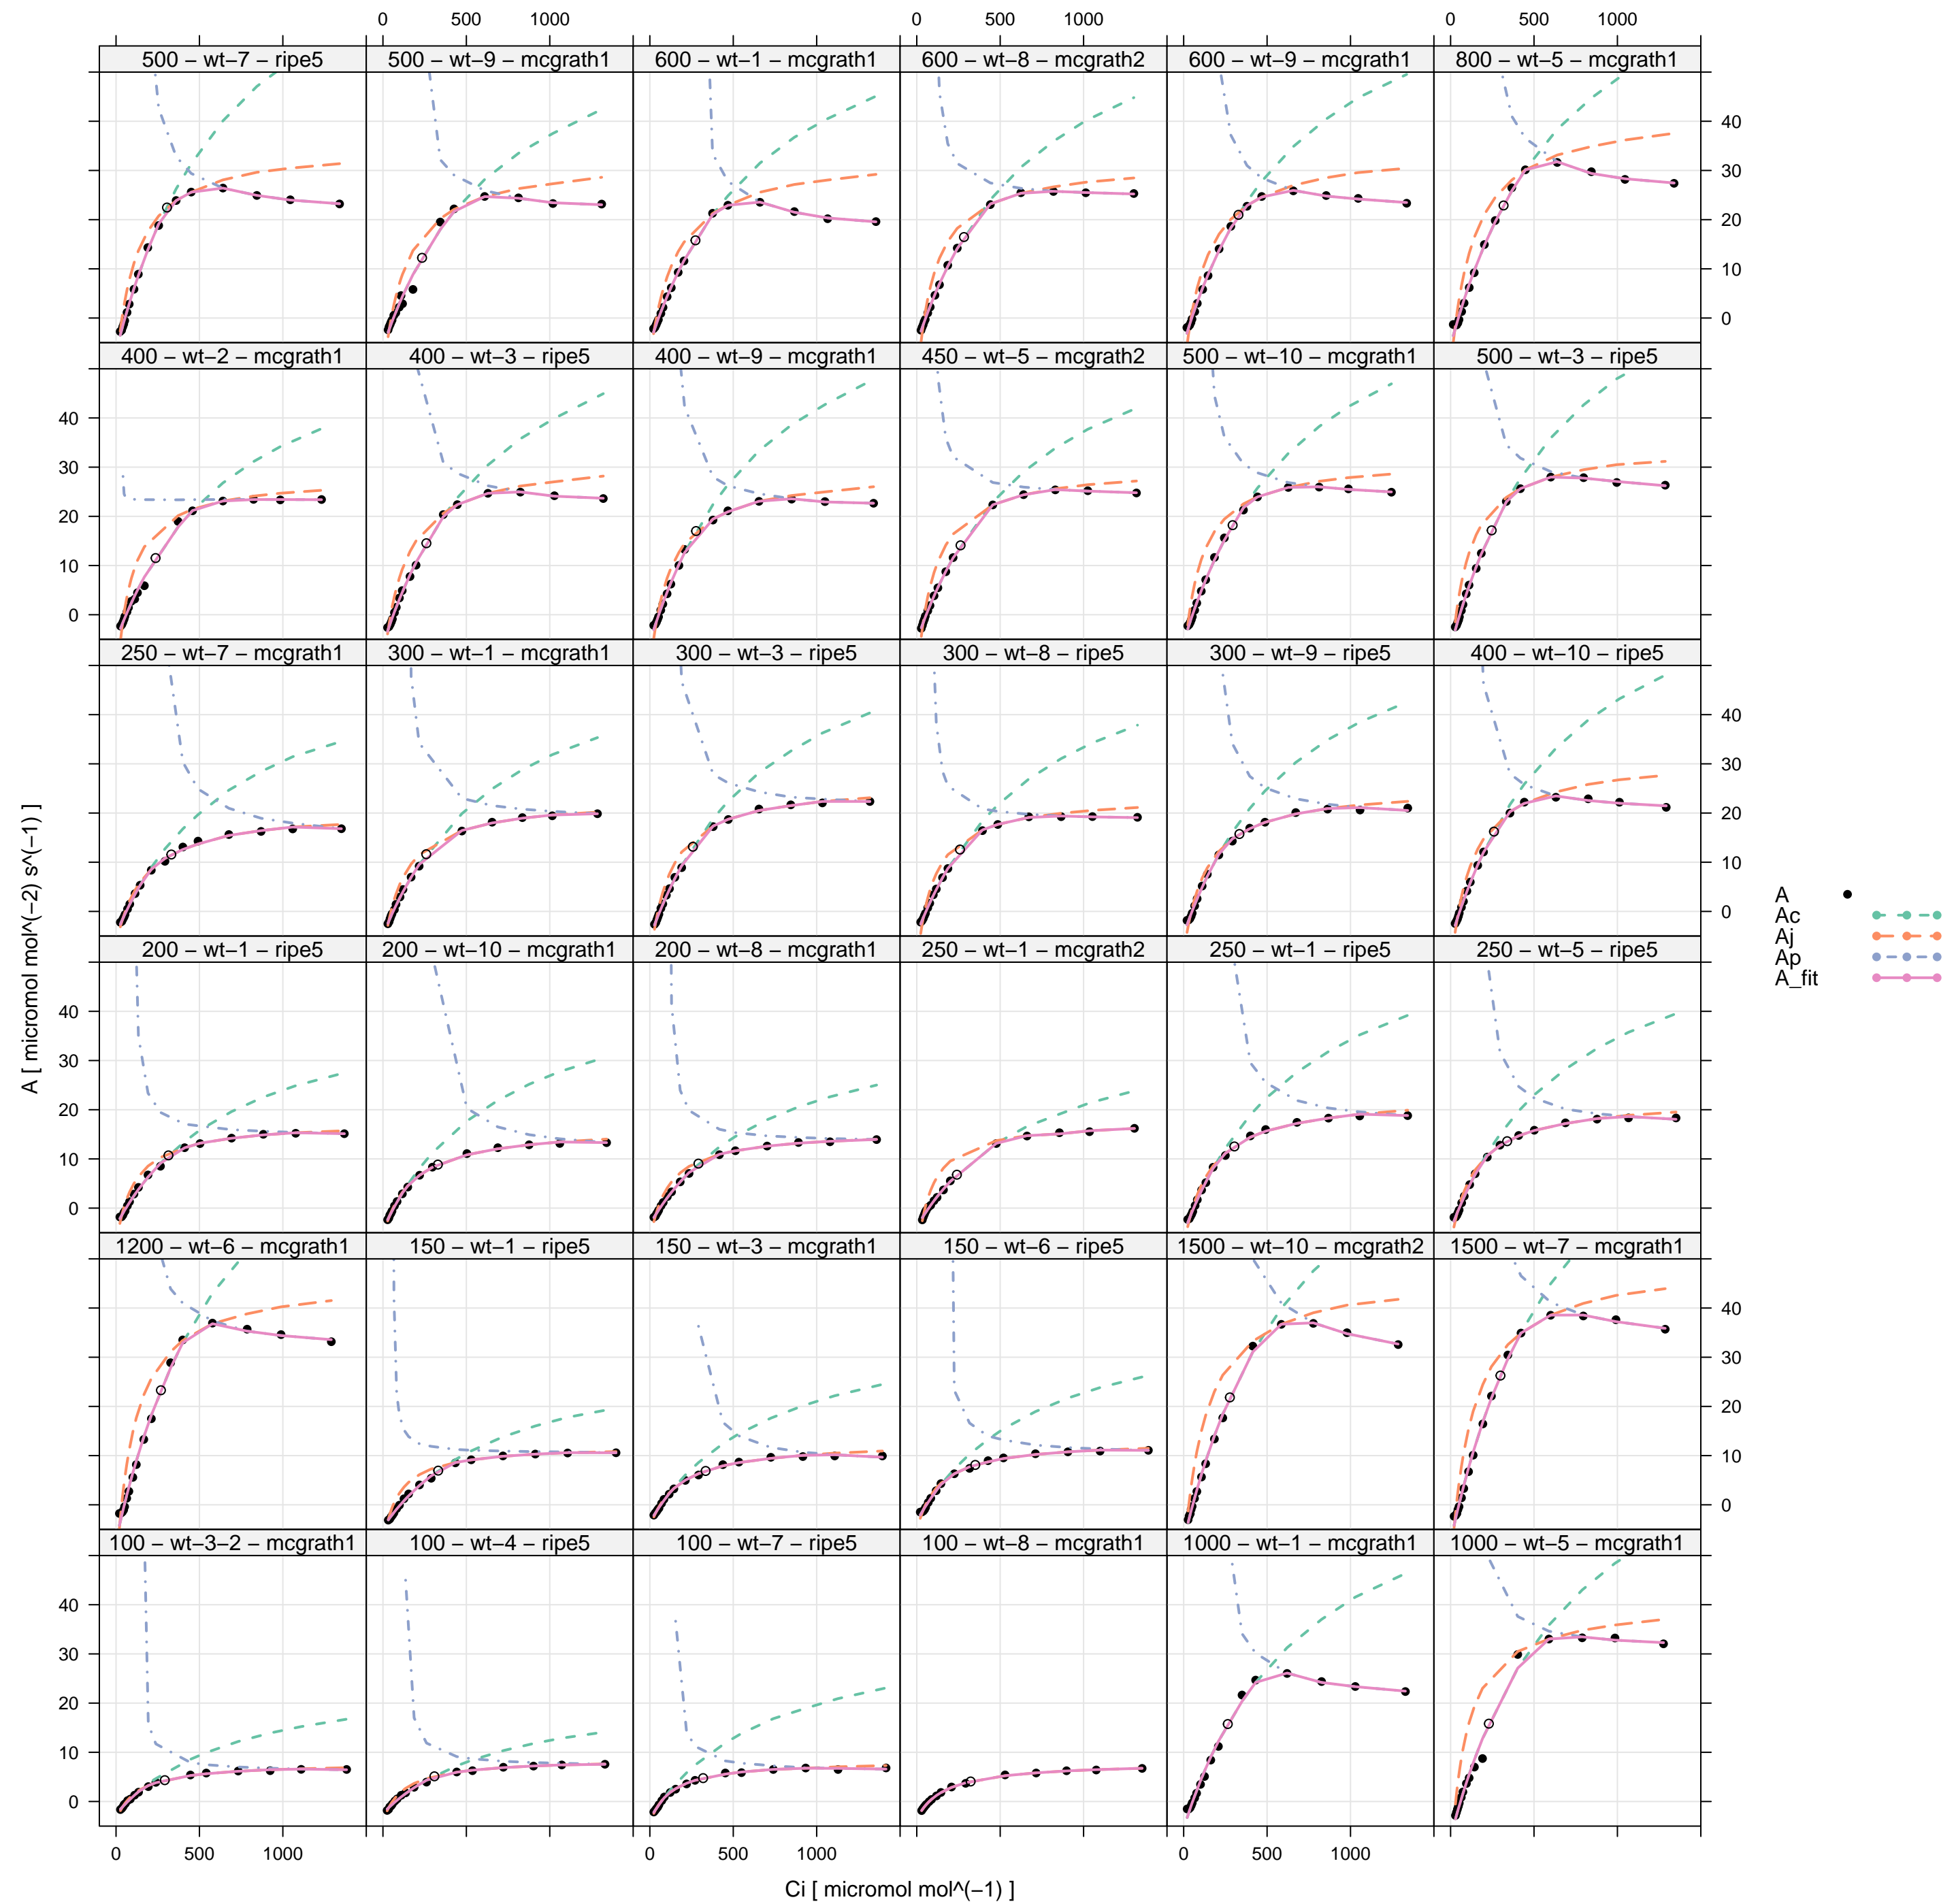 0 500 1000 0 500 1000 0 500 1000
500 − wt−7 − ripe5
500 − wt−9 − mcgrath1
600 − wt−1 − mcgrath1
600 − wt−8 − mcgrath2
600 − wt−9 − mcgrath1
800 − wt−5 − mcgrath1
40
30
20
10
0
400 − wt−2 − mcgrath1
400 − wt−3 − ripe5
400 − wt−9 − mcgrath1
450 − wt−5 − mcgrath2
500 − wt−10 − mcgrath1
500 − wt−3 − ripe5
40
30
20
10
0
250 − wt−7 − mcgrath1
300 − wt−1 − mcgrath1
300 − wt−3 − ripe5
300 − wt−8 − ripe5
300 − wt−9 − ripe5
400 − wt−10 − ripe5
40
30
20
10
0
200 − wt−1 − ripe5
200 − wt−10 − mcgrath1
200 − wt−8 − mcgrath1
250 − wt−1 − mcgrath2
250 − wt−1 − ripe5
250 − wt−5 − ripe5
40
30
20
10
0
1200 − wt−6 − mcgrath1
150 − wt−1 − ripe5
150 − wt−3 − mcgrath1
150 − wt−6 − ripe5
1500 − wt−10 − mcgrath2
1500 − wt−7 − mcgrath1
40
30
20
10
0
100 − wt−3−2 − mcgrath1
100 − wt−4 − ripe5
100 − wt−7 − ripe5
100 − wt−8 − mcgrath1
1000 − wt−1 − mcgrath1
1000 − wt−5 − mcgrath1
40
30
20
10
0
0 500 1000 0 500 1000 0 500 1000
Ci [ micromol mol^(−1) ]
A [ micromol mol^(−2) s^(−1) ]
A
Ac
Aj
Ap
A_fit